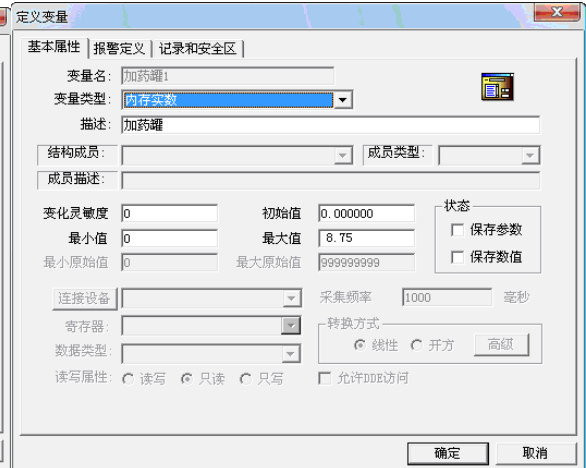 定义变量
基本属性 报警定义 记录和安全区
变量名: 加药罐1
变量类型: 内存实数
描述: 加药罐
结构成员: 成员类型:
成员描述:
变化灵敏度 0 初始值 0.000000 状态
最小值 0 最大值 8.75 保存参数
最小原始值 0 最大原始值 999999999 保存数值
连接设备 采集频率 1000 毫秒
寄存器: 转换方式
数据类型: 线性 开方 高级
读写属性: 读写 只读 只写 允许DDE访问
确定 取消